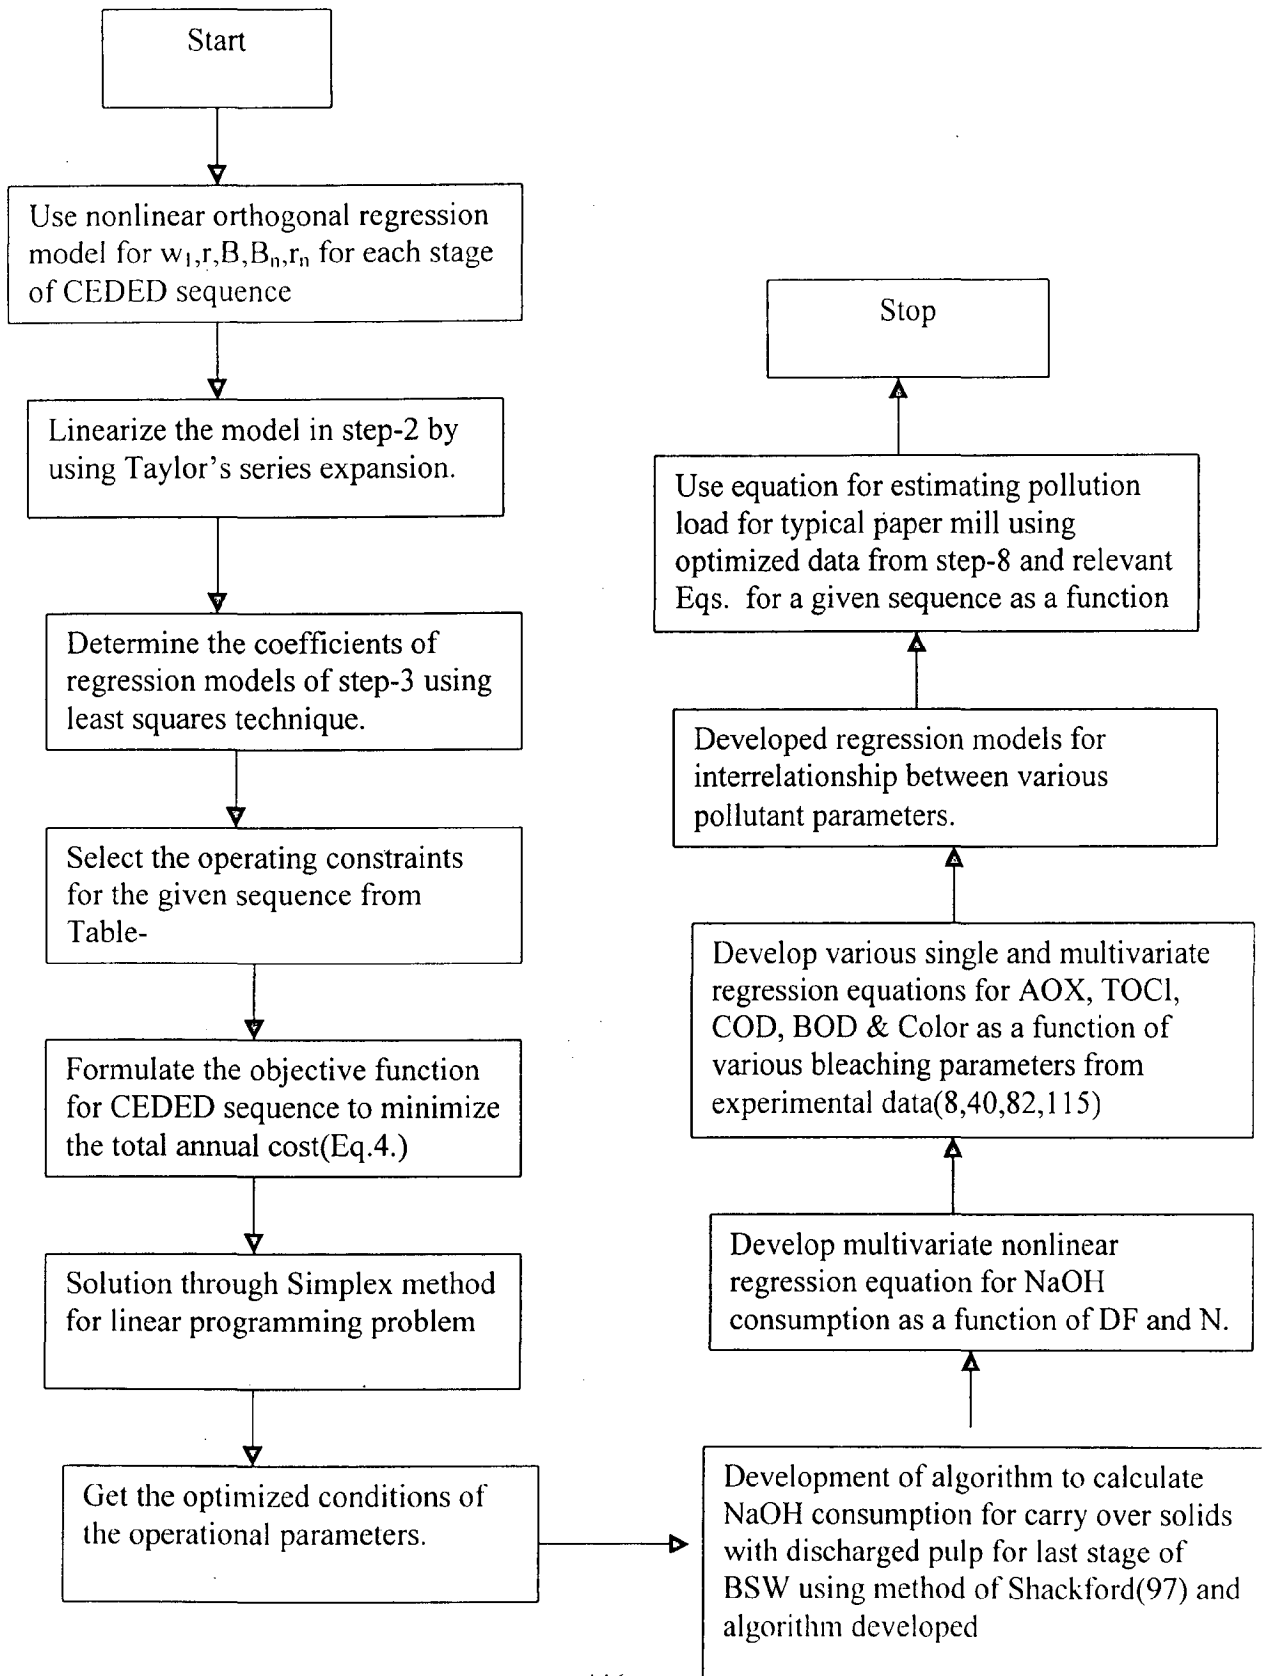 Start
Use nonlinear orthogonal regression
model for w₁,r,B,Bₙ,rₙ for each stage
of CEDED sequence
Linearize the model in step-2 by
using Taylor's series expansion.
Determine the coefficients of
regression models of step-3 using
least squares technique.
Select the operating constraints
for the given sequence from
Table-
Formulate the objective function
for CEDED sequence to minimize
the total annual cost(Eq.4.)
Solution through Simplex method
for linear programming problem
Get the optimized conditions of
the operational parameters.
Development of algorithm to calculate
NaOH consumption for carry over solids
with discharged pulp for last stage of
BSW using method of Shackford(97) and
algorithm developed
Develop multivariate nonlinear
regression equation for NaOH
consumption as a function of DF and N.
Develop various single and multivariate
regression equations for AOX, TOCl,
COD, BOD & Color as a function of
various bleaching parameters from
experimental data(8,40,82,115)
Developed regression models for
interrelationship between various
pollutant parameters.
Use equation for estimating pollution
load for typical paper mill using
optimized data from step-8 and relevant
Eqs. for a given sequence as a function
Stop